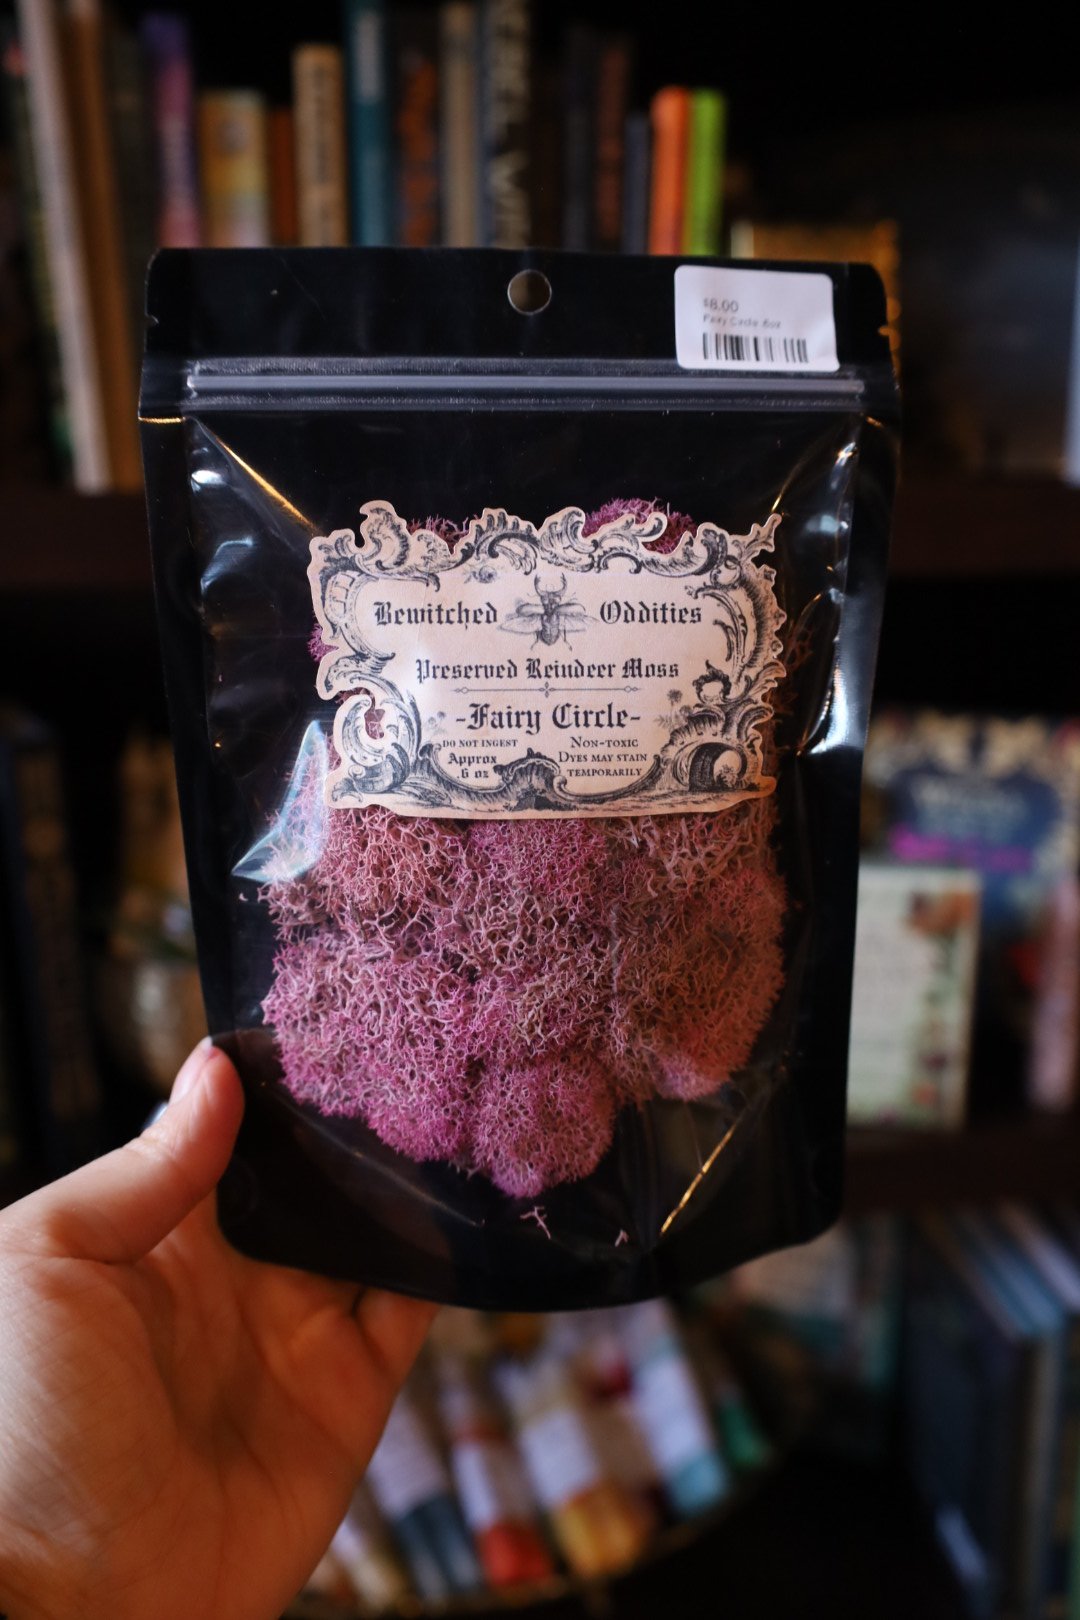 $8.00
Fairy Circle .6oz
Bewitched Oddities
Preserved Reindeer Moss
-Fairy Circle-
DO NOT INGEST
Approx
.6 oz
NON-TOXIC
DYES MAY STAIN
TEMPORARILY